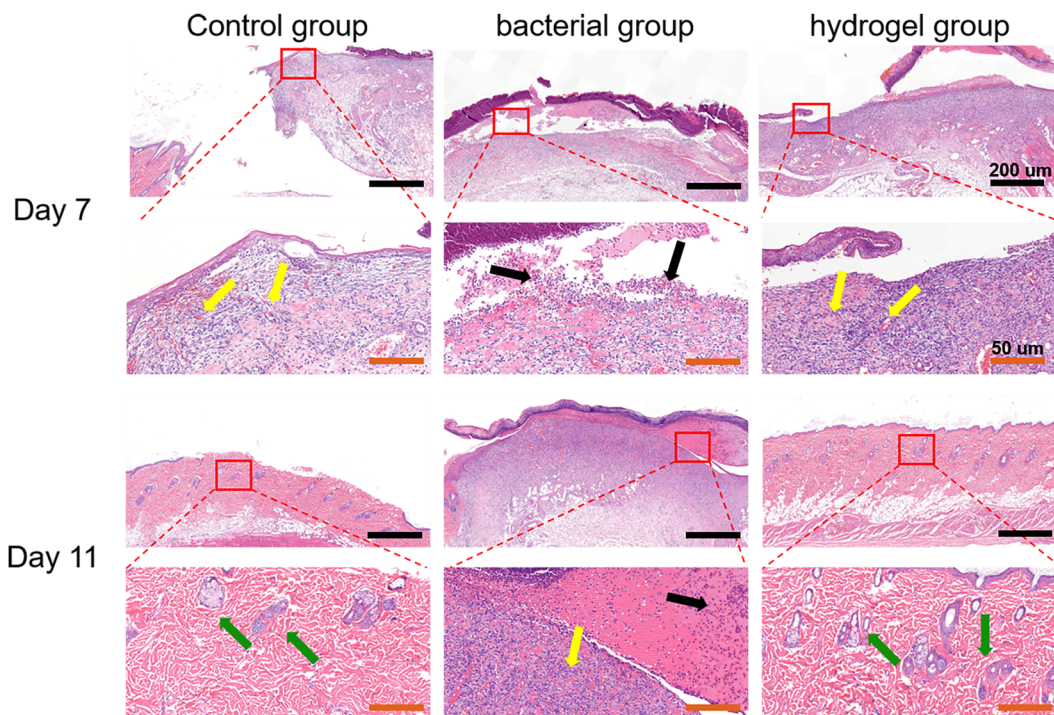 Control group
bacterial group
hydrogel group
Day 7
200 um
50 um
Day 11